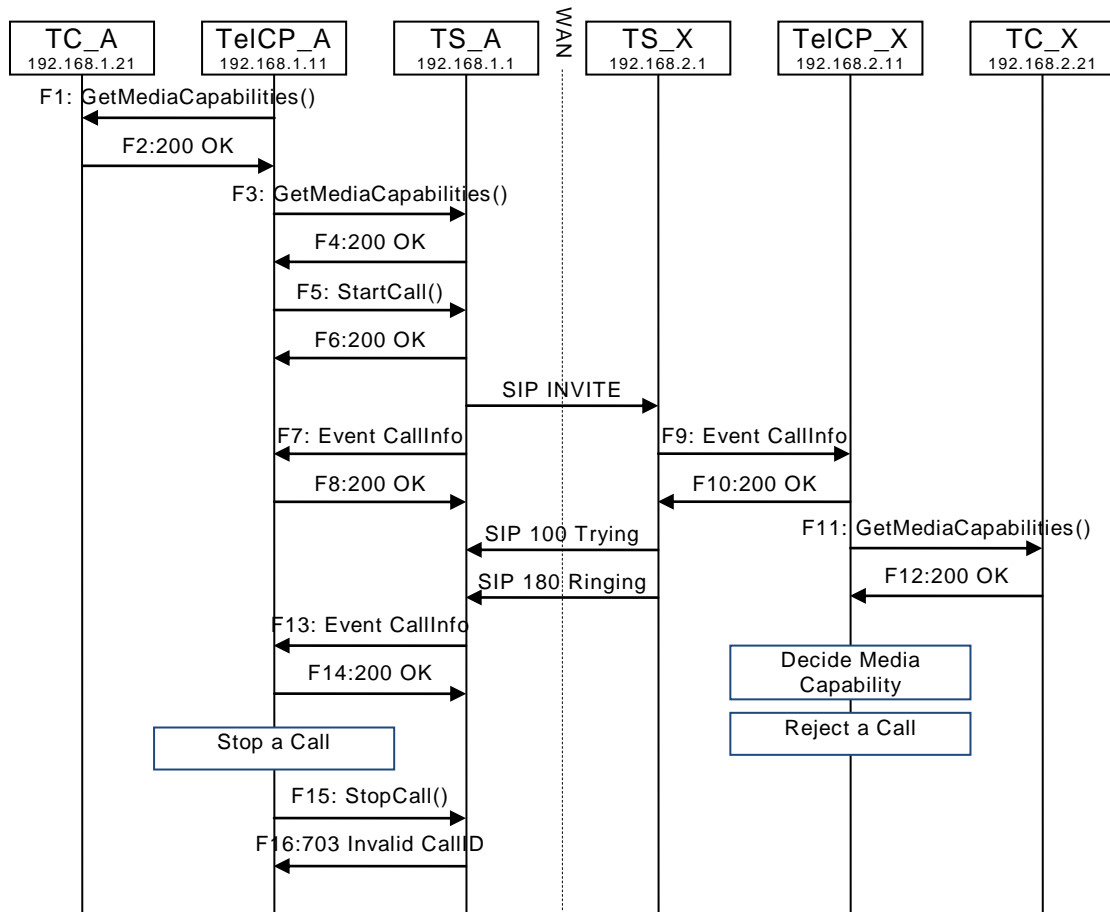 WAN
TC_A
192.168.1.21
TelCP_A
192.168.1.11
TS_A
192.168.1.1
TS_X
192.168.2.1
TelCP_X
192.168.2.11
TC_X
192.168.2.21
F1: GetMediaCapabilities()
F2:200 OK
F3: GetMediaCapabilities()
F4:200 OK
F5: StartCall()
F6:200 OK
SIP INVITE
F7: Event CallInfo
F9: Event CallInfo
F8:200 OK
F10:200 OK
SIP 100 Trying
F11: GetMediaCapabilities()
SIP 180 Ringing
F12:200 OK
F13: Event CallInfo
F14:200 OK
Decide Media
Capability
Stop a Call
Reject a Call
F15: StopCall()
F16:703 Invalid CallID